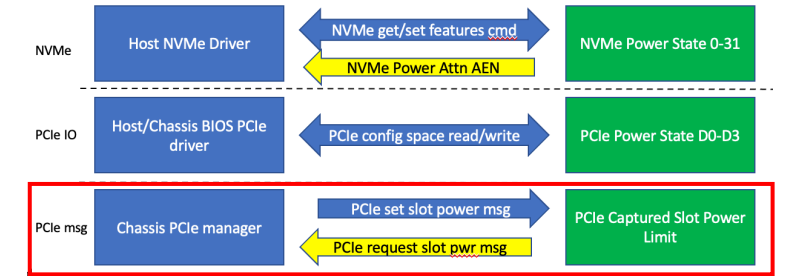 NVMe
Host NVMe Driver
NVMe get/set features cmd
NVMe Power Attn AEN
NVMe Power State 0-31
PCIe IO
Host/Chassis BIOS PCIe
driver
PCIe config space read/write
PCIe Power State D0-D3
PCIe msg
Chassis PCIe manager
PCIe set slot power msg
PCIe request slot pwr msg
PCIe Captured Slot Power
Limit